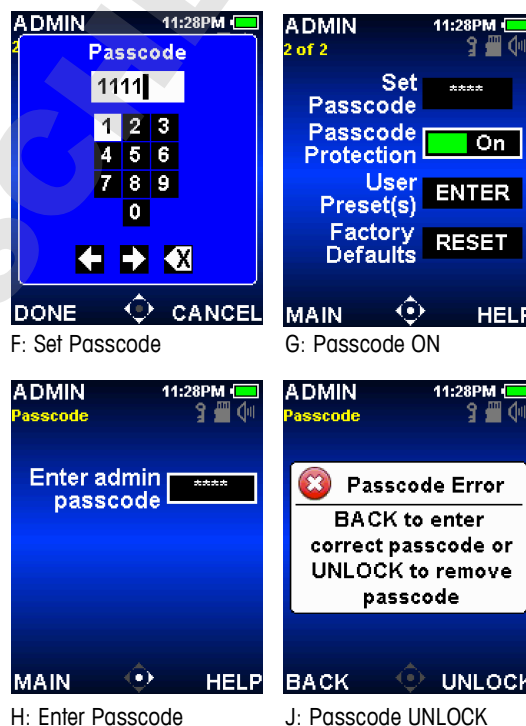 ADMIN 11:28PM
2
Passcode
1111
1 2 3
4 5 6
7 8 9
0
DONE CANCEL
F: Set Passcode
ADMIN 11:28PM
2 of 2
Set
Passcode ****
Passcode
Protection On
User
Preset(s) ENTER
Factory
Defaults RESET
MAIN HELP
G: Passcode ON
ADMIN 11:28PM
Passcode
Enter admin
passcode ****
MAIN HELP
H: Enter Passcode
ADMIN 11:28PM
Passcode
Passcode Error
BACK to enter
correct passcode or
UNLOCK to remove
passcode
BACK UNLOCK
J: Passcode UNLOCK